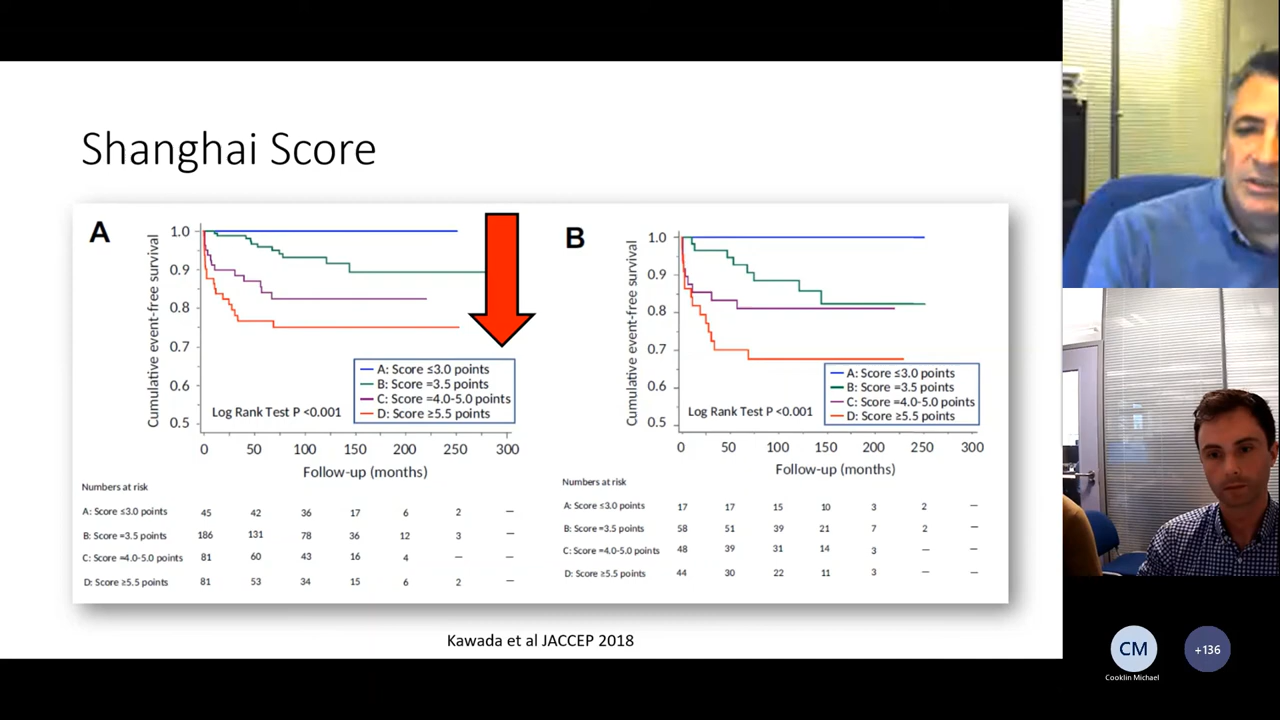 Shanghai Score
A
1.0
0.9
0.8
0.7
0.6
0.5
Cumulative event-free survival
A: Score ≤3.0 points
B: Score =3.5 points
C: Score =4.0-5.0 points
D: Score ≥5.5 points
Log Rank Test P <0.001
0 50 100 150 200 250 300
Follow-up (months)
Numbers at risk
A: Score ≤3.0 points 45 42 36 17 6 2 —
B: Score =3.5 points 186 131 78 36 12 3 —
C: Score =4.0-5.0 points 81 60 43 16 4 — —
D: Score ≥5.5 points 81 53 34 15 6 2 —
B
1.0
0.9
0.8
0.7
0.6
0.5
Cumulative event-free survival
A: Score ≤3.0 points
B: Score =3.5 points
C: Score =4.0-5.0 points
D: Score ≥5.5 points
Log Rank Test P <0.001
0 50 100 150 200 250 300
Follow-up (months)
Numbers at risk
A: Score ≤3.0 points 17 17 15 10 3 2 —
B: Score =3.5 points 58 51 39 21 7 2 —
C: Score =4.0-5.0 points 48 39 31 14 3 — —
D: Score ≥5.5 points 44 30 22 11 3 — —
Kawada et al JACCEP 2018
CM
+136
Cooklin Michael